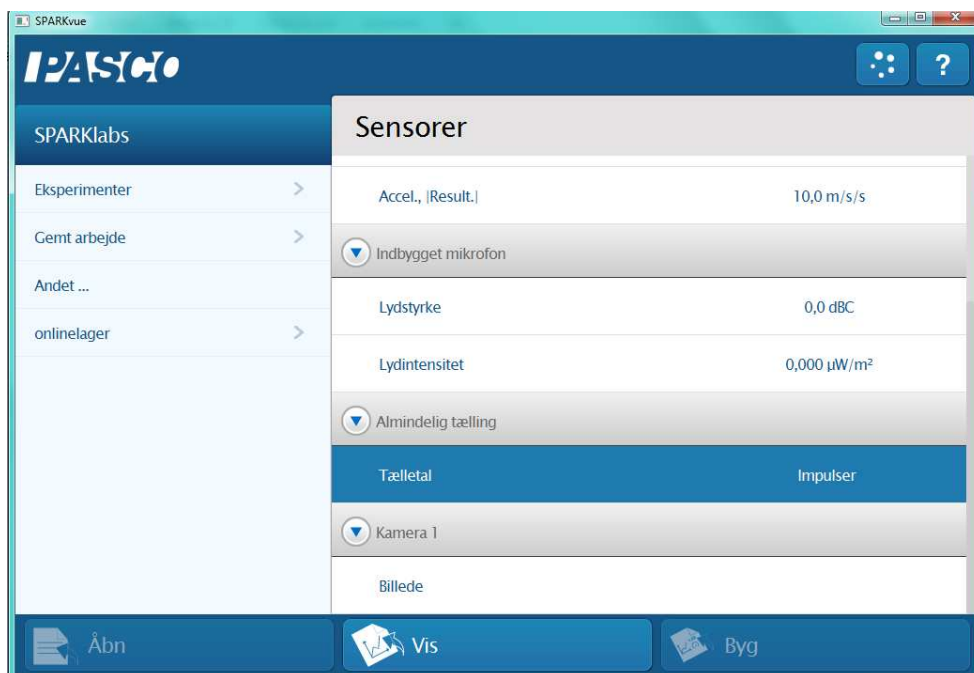 SPARKvue
PASCO
?
SPARKlabs
Eksperimenter
Gemt arbejde
Andet ...
onlinelager
Sensorer
Accel., |Result.| 10,0 m/s/s
Indbygget mikrofon
Lydstyrke 0,0 dBC
Lydintensitet 0,000 µW/m²
Almindelig tælling
Tælletal Impulser
Kamera 1
Billede
Åbn
Vis
Byg